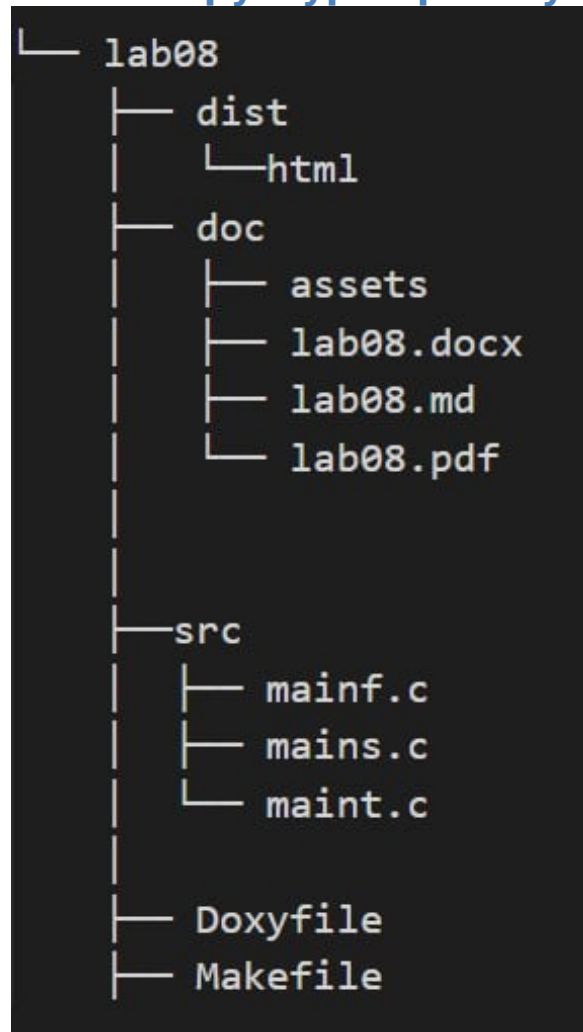 └── lab08
├── dist
│ └──html
├── doc
│ ├── assets
│ ├── lab08.docx
│ ├── lab08.md
│ └── lab08.pdf
├──src
│ ├── mainf.c
│ ├── mains.c
│ └── maint.c
├── Doxyfile
├── Makefile